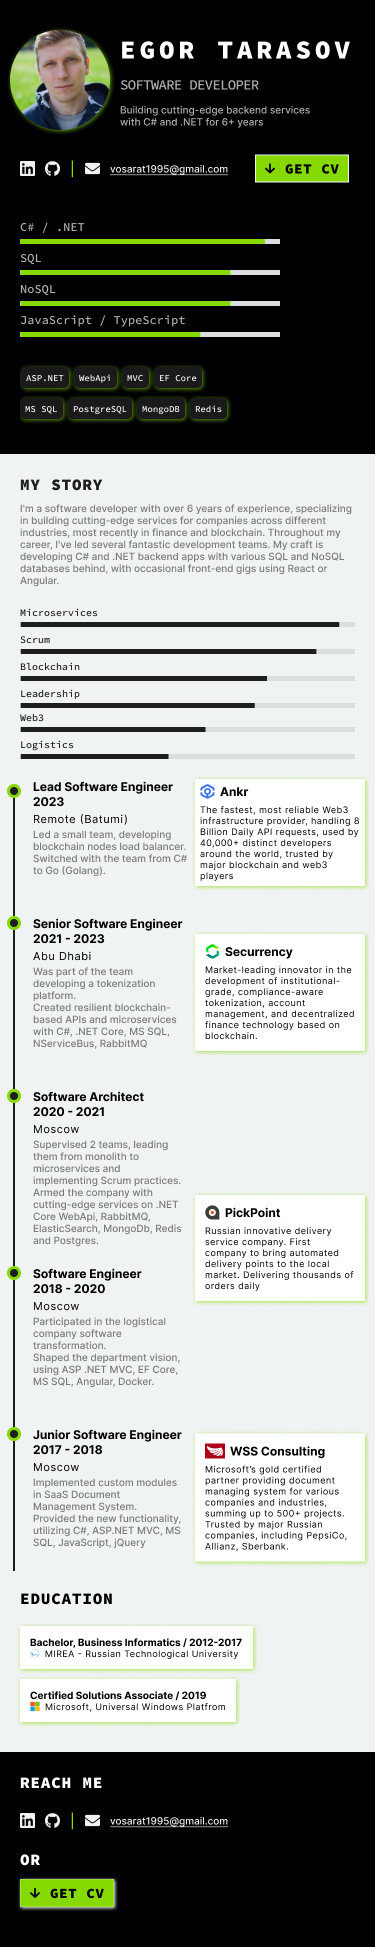 EGOR TARASOV
SOFTWARE DEVELOPER
Building cutting-edge backend services
with C# and .NET for 6+ years
vosarat1995@gmail.com
GET CV
C# / .NET
SQL
NoSQL
JavaScript / TypeScript
ASP.NET WebApi MVC EF Core
MS SQL PostgreSQL MongoDB Redis
MY STORY
I'm a software developer with over 6 years of experience, specializing
in building cutting-edge services for companies across different
industries, most recently in finance and blockchain. Throughout my
career, I've led several fantastic development teams. My craft is
developing C# and .NET backend apps with various SQL and NoSQL
databases behind, with occasional front-end gigs using React or
Angular.
Microservices
Scrum
Blockchain
Leadership
Web3
Logistics
Lead Software Engineer
2023
Remote (Batumi)
Led a small team, developing
blockchain nodes load balancer.
Switched with the team from C#
to Go (Golang).
Ankr
The fastest, most reliable Web3
infrastructure provider, handling 8
Billion Daily API requests, used by
40,000+ distinct developers
around the world, trusted by
major blockchain and web3
players
Senior Software Engineer
2021 - 2023
Abu Dhabi
Was part of the team
developing a tokenization
platform.
Created resilient blockchain-
based APIs and microservices
with C#, .NET Core, MS SQL,
NServiceBus, RabbitMQ
Securrency
Market-leading innovator in the
development of institutional-
grade, compliance-aware
tokenization, account
management, and decentralized
finance technology based on
blockchain.
Software Architect
2020 - 2021
Moscow
Supervised 2 teams, leading
them from monolith to
microservices and
implementing Scrum practices.
Armed the company with
cutting-edge services on .NET
Core WebApi, RabbitMQ,
ElasticSearch, MongoDb, Redis
and Postgres.
PickPoint
Russian innovative delivery
service company. First
company to bring automated
delivery points to the local
market. Delivering thousands of
orders daily
Software Engineer
2018 - 2020
Moscow
Participated in the logistical
company software
transformation.
Shaped the department vision,
using ASP .NET MVC, EF Core,
MS SQL, Angular, Docker.
Junior Software Engineer
2017 - 2018
Moscow
Implemented custom modules
in SaaS Document
Management System.
Provided the new functionality,
utilizing C#, ASP.NET MVC, MS
SQL, JavaScript, jQuery
WSS Consulting
Microsoft's gold certified
partner providing document
managing system for various
companies and industries,
summing up to 500+ projects.
Trusted by major Russian
companies, including PepsiCo,
Allianz, Sberbank.
EDUCATION
Bachelor, Business Informatics / 2012-2017
MIREA - Russian Technological University
Certified Solutions Associate / 2019
Microsoft, Universal Windows Platfrom
REACH ME
vosarat1995@gmail.com
OR
GET CV